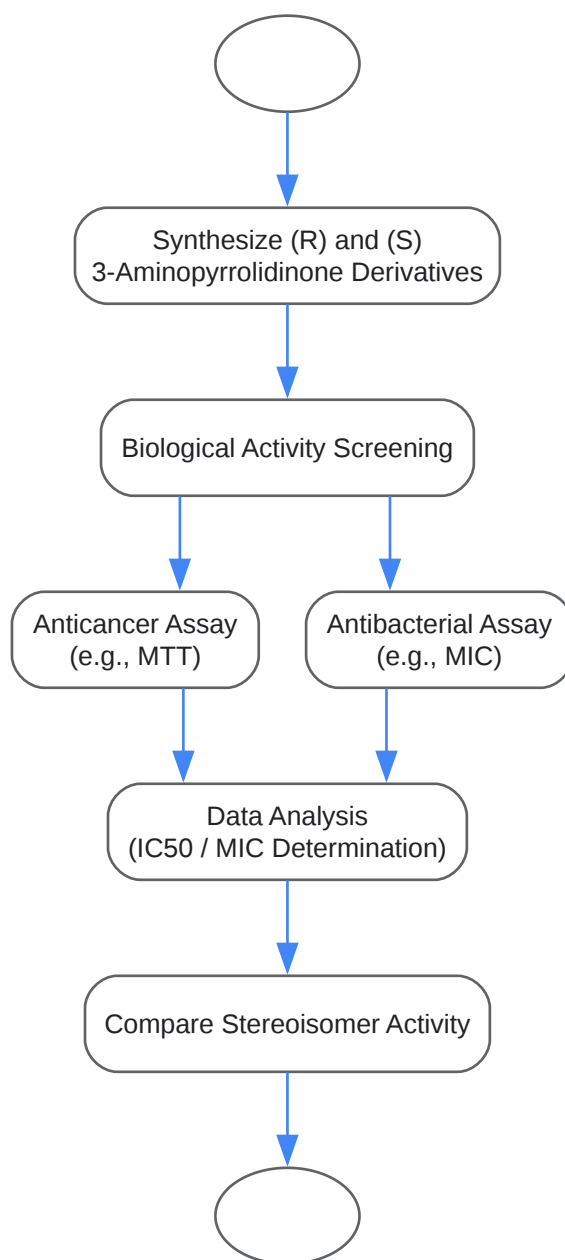 Synthesize (R) and (S)
3-Aminopyrrolidinone Derivatives
Biological Activity Screening
Anticancer Assay
(e.g., MTT)
Antibacterial Assay
(e.g., MIC)
Data Analysis
(IC50 / MIC Determination)
Compare Stereoisomer Activity